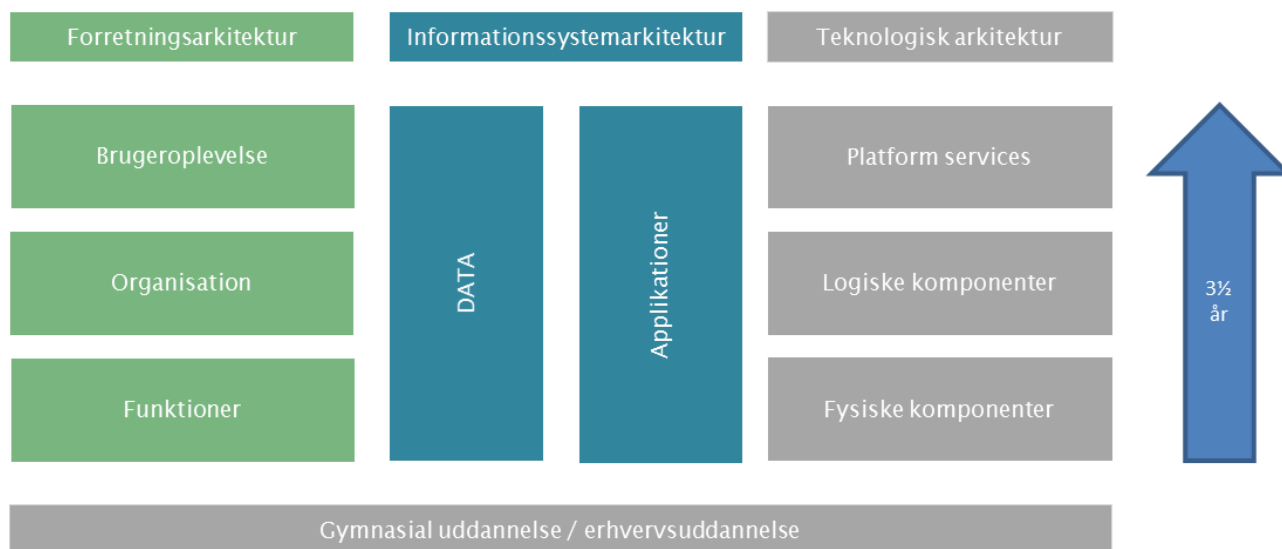 Forretningsarkitektur
Informationssystemarkitektur
Teknologisk arkitektur
Brugeroplevelse
Organisation
Funktioner
DATA
Applikationer
Platform services
Logiske komponenter
Fysiske komponenter
3½
år
Gymnasial uddannelse / erhvervsuddannelse